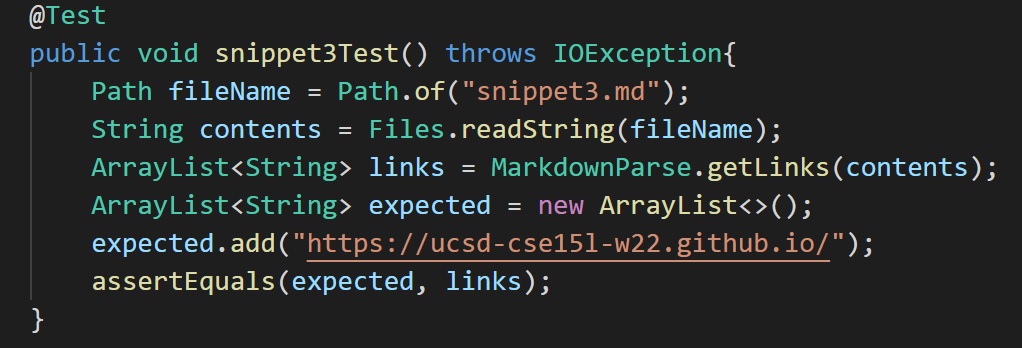 @Test
public void snippet3Test() throws IOException{
    Path fileName = Path.of("snippet3.md");
    String contents = Files.readString(fileName);
    ArrayList<String> links = MarkdownParse.getLinks(contents);
    ArrayList<String> expected = new ArrayList<>();
    expected.add("https://ucsd-cse15l-w22.github.io/");
    assertEquals(expected, links);
}